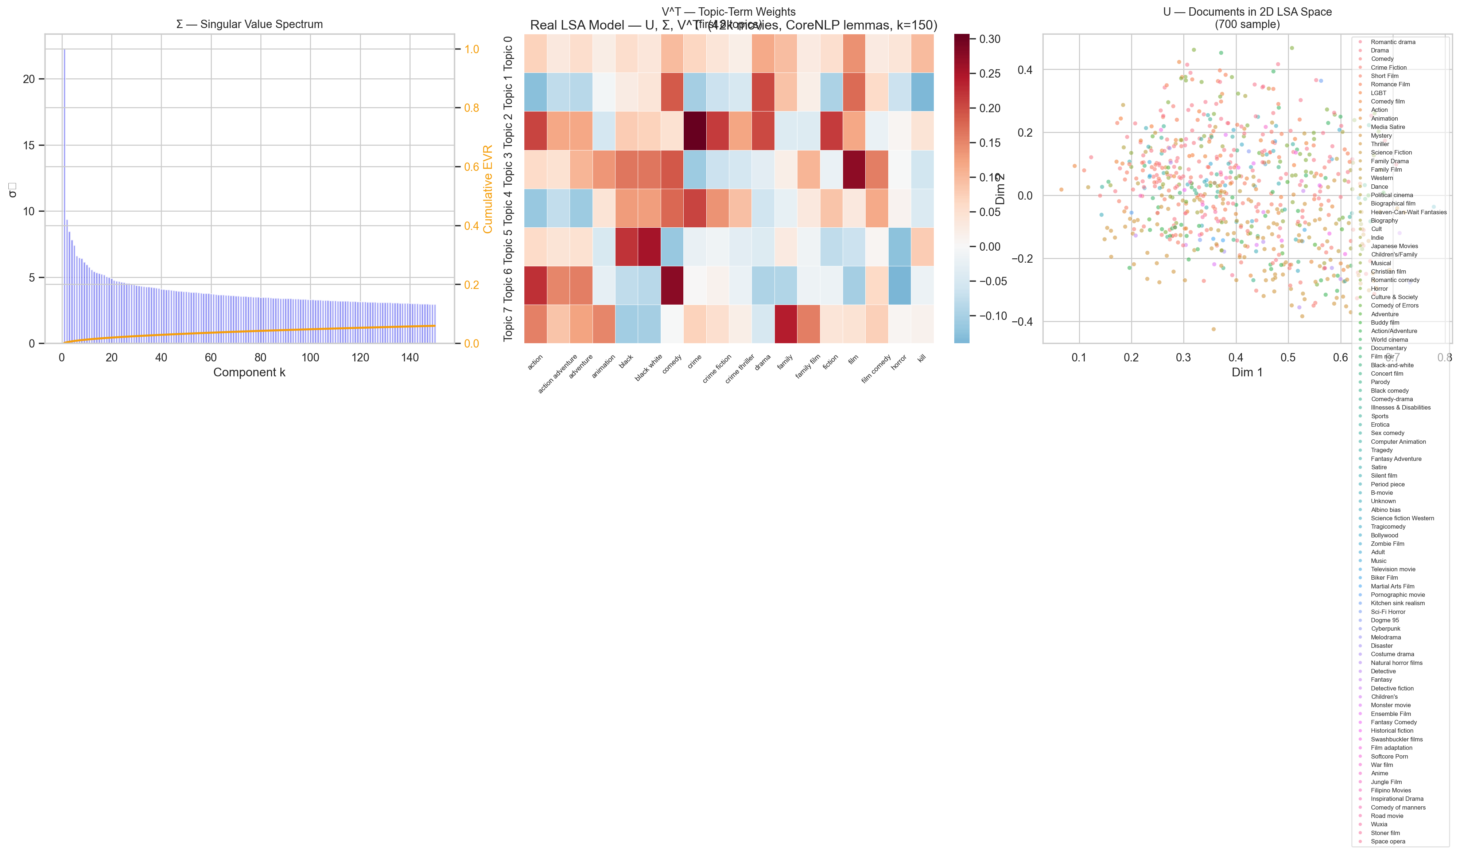 Σ — Singular Value Spectrum
σ□
20
15
10
5
0
1.0
0.8
0.6
0.4
0.2
0.0
Cumulative EVR
0 20 40 60 80 100 120 140
Component k
V^T — Topic-Term Weights
Real LSA Model — U, Σ, V^T (42k movies, CoreNLP lemmas, k=150)
Topic 0
Topic 1
Topic 2
Topic 3
Topic 4
Topic 5
Topic 6
Topic 7
action
action adventure
adventure
animation
black
black white
comedy
crime
crime fiction
crime thriller
drama
family
family film
fiction
film
film comedy
horror
kill
0.30
0.25
0.20
0.15
0.10
0.05
0.00
−0.05
−0.10
U — Documents in 2D LSA Space
(700 sample)
Dim 2
0.4
0.2
0.0
−0.2
−0.4
0.1 0.2 0.3 0.4 0.5 0.6 0.7 0.8
Dim 1
Romantic drama
Drama
Comedy
Crime Fiction
Short Film
Romance Film
LGBT
Comedy film
Action
Animation
Media Satire
Mystery
Thriller
Science Fiction
Family Drama
Family Film
Western
Dance
Political cinema
Biographical film
Heaven-Can-Wait Fantasies
Biography
Cult
Indie
Japanese Movies
Children's/Family
Musical
Christian film
Romantic comedy
Horror
Culture & Society
Comedy of Errors
Adventure
Buddy film
Action/Adventure
World cinema
Documentary
Film noir
Black-and-white
Concert film
Parody
Black comedy
Comedy-drama
Illnesses & Disabilities
Sports
Erotica
Sex comedy
Computer Animation
Tragedy
Fantasy Adventure
Satire
Silent film
Period piece
B-movie
Unknown
Albino bias
Science fiction Western
Tragicomedy
Bollywood
Zombie Film
Adult
Music
Television movie
Biker Film
Martial Arts Film
Pornographic movie
Kitchen sink realism
Sci-Fi Horror
Dogme 95
Cyberpunk
Melodrama
Disaster
Costume drama
Natural horror films
Detective
Fantasy
Detective fiction
Children's
Monster movie
Ensemble Film
Fantasy Comedy
Historical fiction
Swashbuckler films
Film adaptation
Softcore Porn
War film
Anime
Jungle Film
Filipino Movies
Inspirational Drama
Comedy of manners
Road movie
Wuxia
Stoner film
Space opera